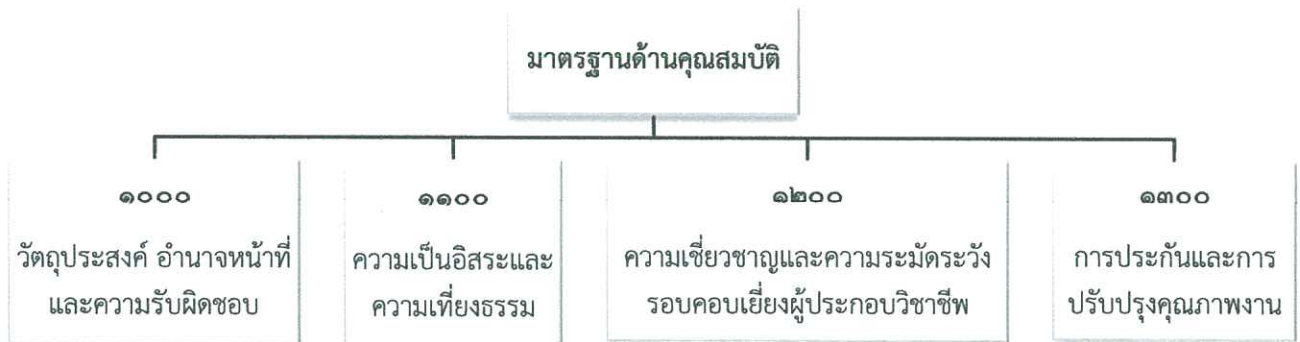 มาตรฐานด้านคุณสมบัติ
๑๐๐๐
วัตถุประสงค์ อำนาจหน้าที่
และความรับผิดชอบ
๑๑๐๐
ความเป็นอิสระและ
ความเที่ยงธรรม
๑๒๐๐
ความเชี่ยวชาญและความระมัดระวัง
รอบคอบเยี่ยงผู้ประกอบวิชาชีพ
๑๓๐๐
การประกันและการ
ปรับปรุงคุณภาพงาน